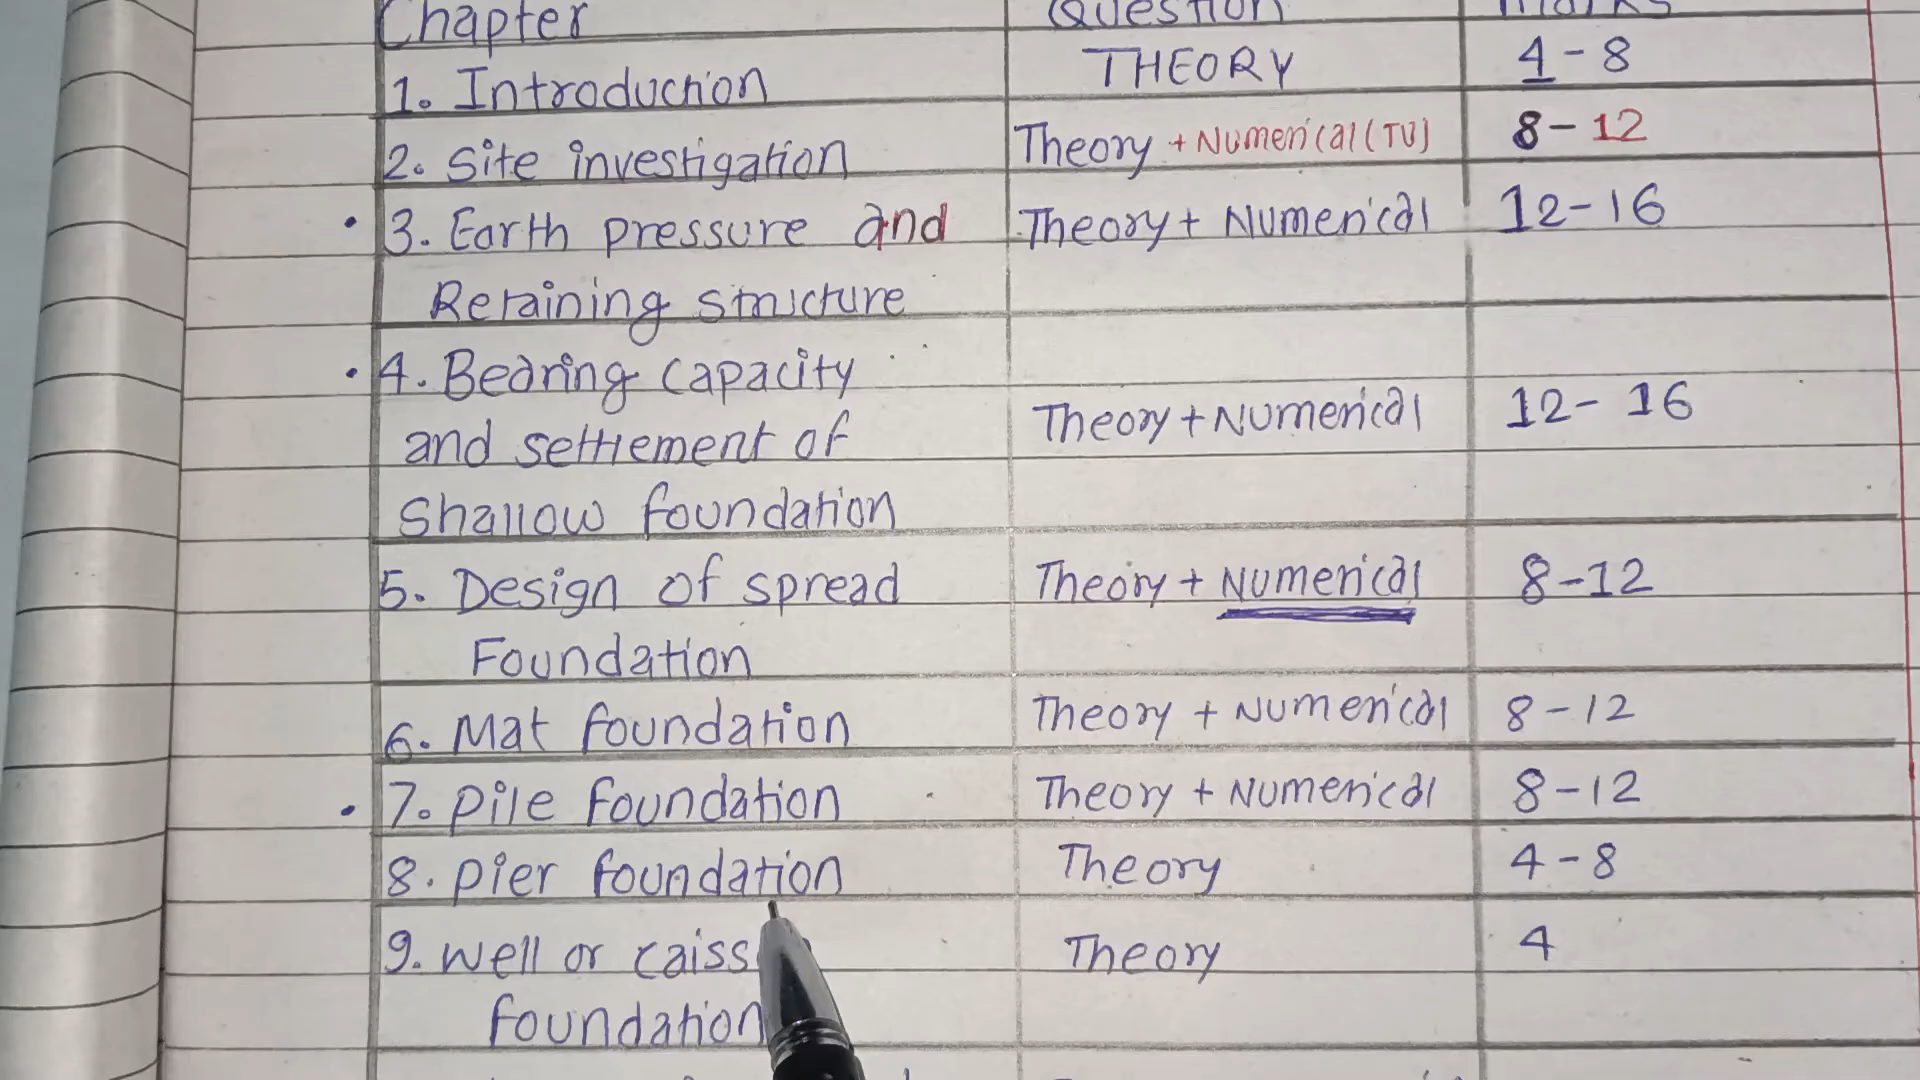 Chapter Question Marks
1. Introduction THEORY 4-8
2. Site investigation Theory + Numerical (TU) 8-12
3. Earth pressure and Theory + Numerical 12-16
Retaining structure
4. Bearing capacity
and settlement of Theory + Numerical 12-16
Shallow foundation
5. Design of spread Theory + Numerical 8-12
Foundation
6. Mat foundation Theory + Numerical 8-12
7. Pile foundation Theory + Numerical 8-12
8. Pier foundation Theory 4-8
9. Well or caiss Theory 4
foundation